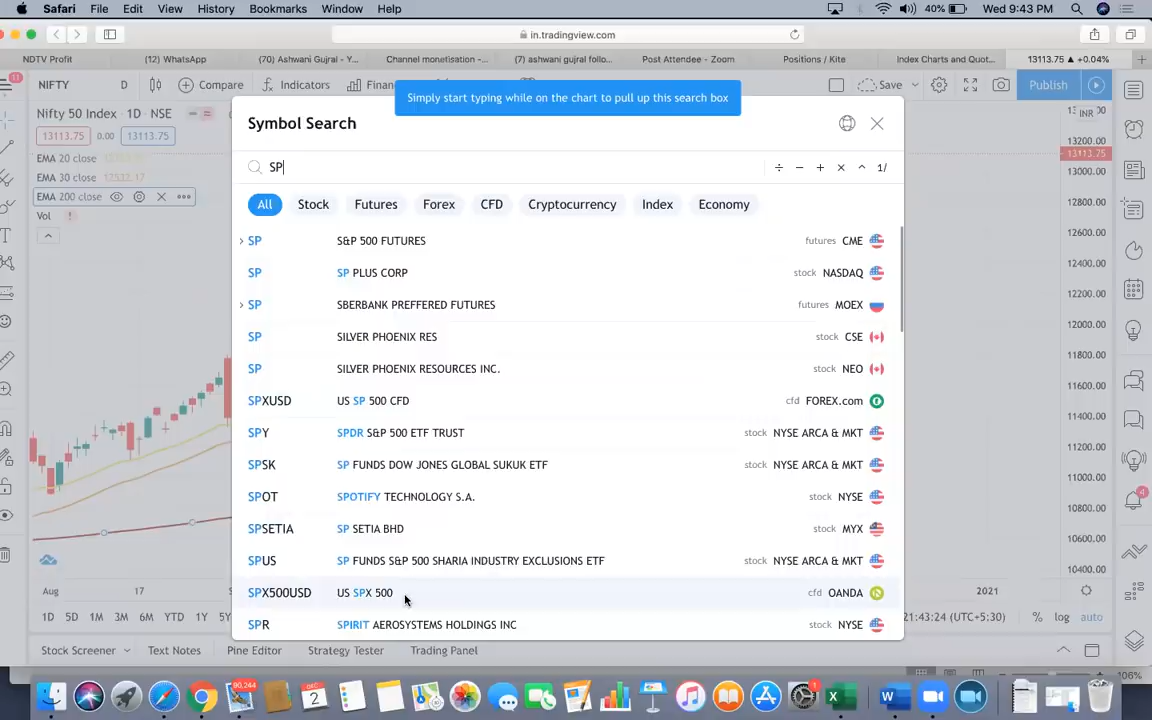 Safari File Edit View History Bookmarks Window Help 40% Wed 9:43 PM
in.tradingview.com
NDTV Profit (12) WhatsApp (70) Ashwani Gujral - Y... Channel monetisation -... (7) ashwani gujral follo... Post Attendee - Zoom Positions / Kite Index Charts and Quot... 13113.75 ▲ +0.04%
11 NIFTY D Compare Indicators Finan Save Publish
Simply start typing while on the chart to pull up this search box
Nifty 50 Index · 1D · NSE
INR
13113.75 0.00 13113.75
EMA 20 close
EMA 30 close
EMA 200 close
Vol
Symbol Search
SP
÷ − + × ^ 1/
All Stock Futures Forex CFD Cryptocurrency Index Economy
SP S&P 500 FUTURES futures CME
SP SP PLUS CORP stock NASDAQ
SP SBERBANK PREFFERED FUTURES futures MOEX
SP SILVER PHOENIX RES stock CSE
SP SILVER PHOENIX RESOURCES INC. stock NEO
SPXUSD US SP 500 CFD cfd FOREX.com
SPY SPDR S&P 500 ETF TRUST stock NYSE ARCA & MKT
SPSK SP FUNDS DOW JONES GLOBAL SUKUK ETF stock NYSE ARCA & MKT
SPOT SPOTIFY TECHNOLOGY S.A. stock NYSE
SPSETIA SP SETIA BHD stock MYX
SPUS SP FUNDS S&P 500 SHARIA INDUSTRY EXCLUSIONS ETF stock NYSE ARCA & MKT
SPX500USD US SPX 500 cfd OANDA
SPR SPIRIT AEROSYSTEMS HOLDINGS INC stock NYSE
13200.00
13113.75
13000.00
12800.00
12600.00
12400.00
12200.00
12000.00
11800.00
11600.00
11400.00
11200.00
11000.00
10800.00
10600.00
10400.00
4
Aug 17 2021
1D 5D 1M 3M 6M YTD 1Y 5Y 21:43:24 (UTC+5:30) % log auto
Stock Screener Text Notes Pine Editor Strategy Tester Trading Panel
90,244 DEC 2 1